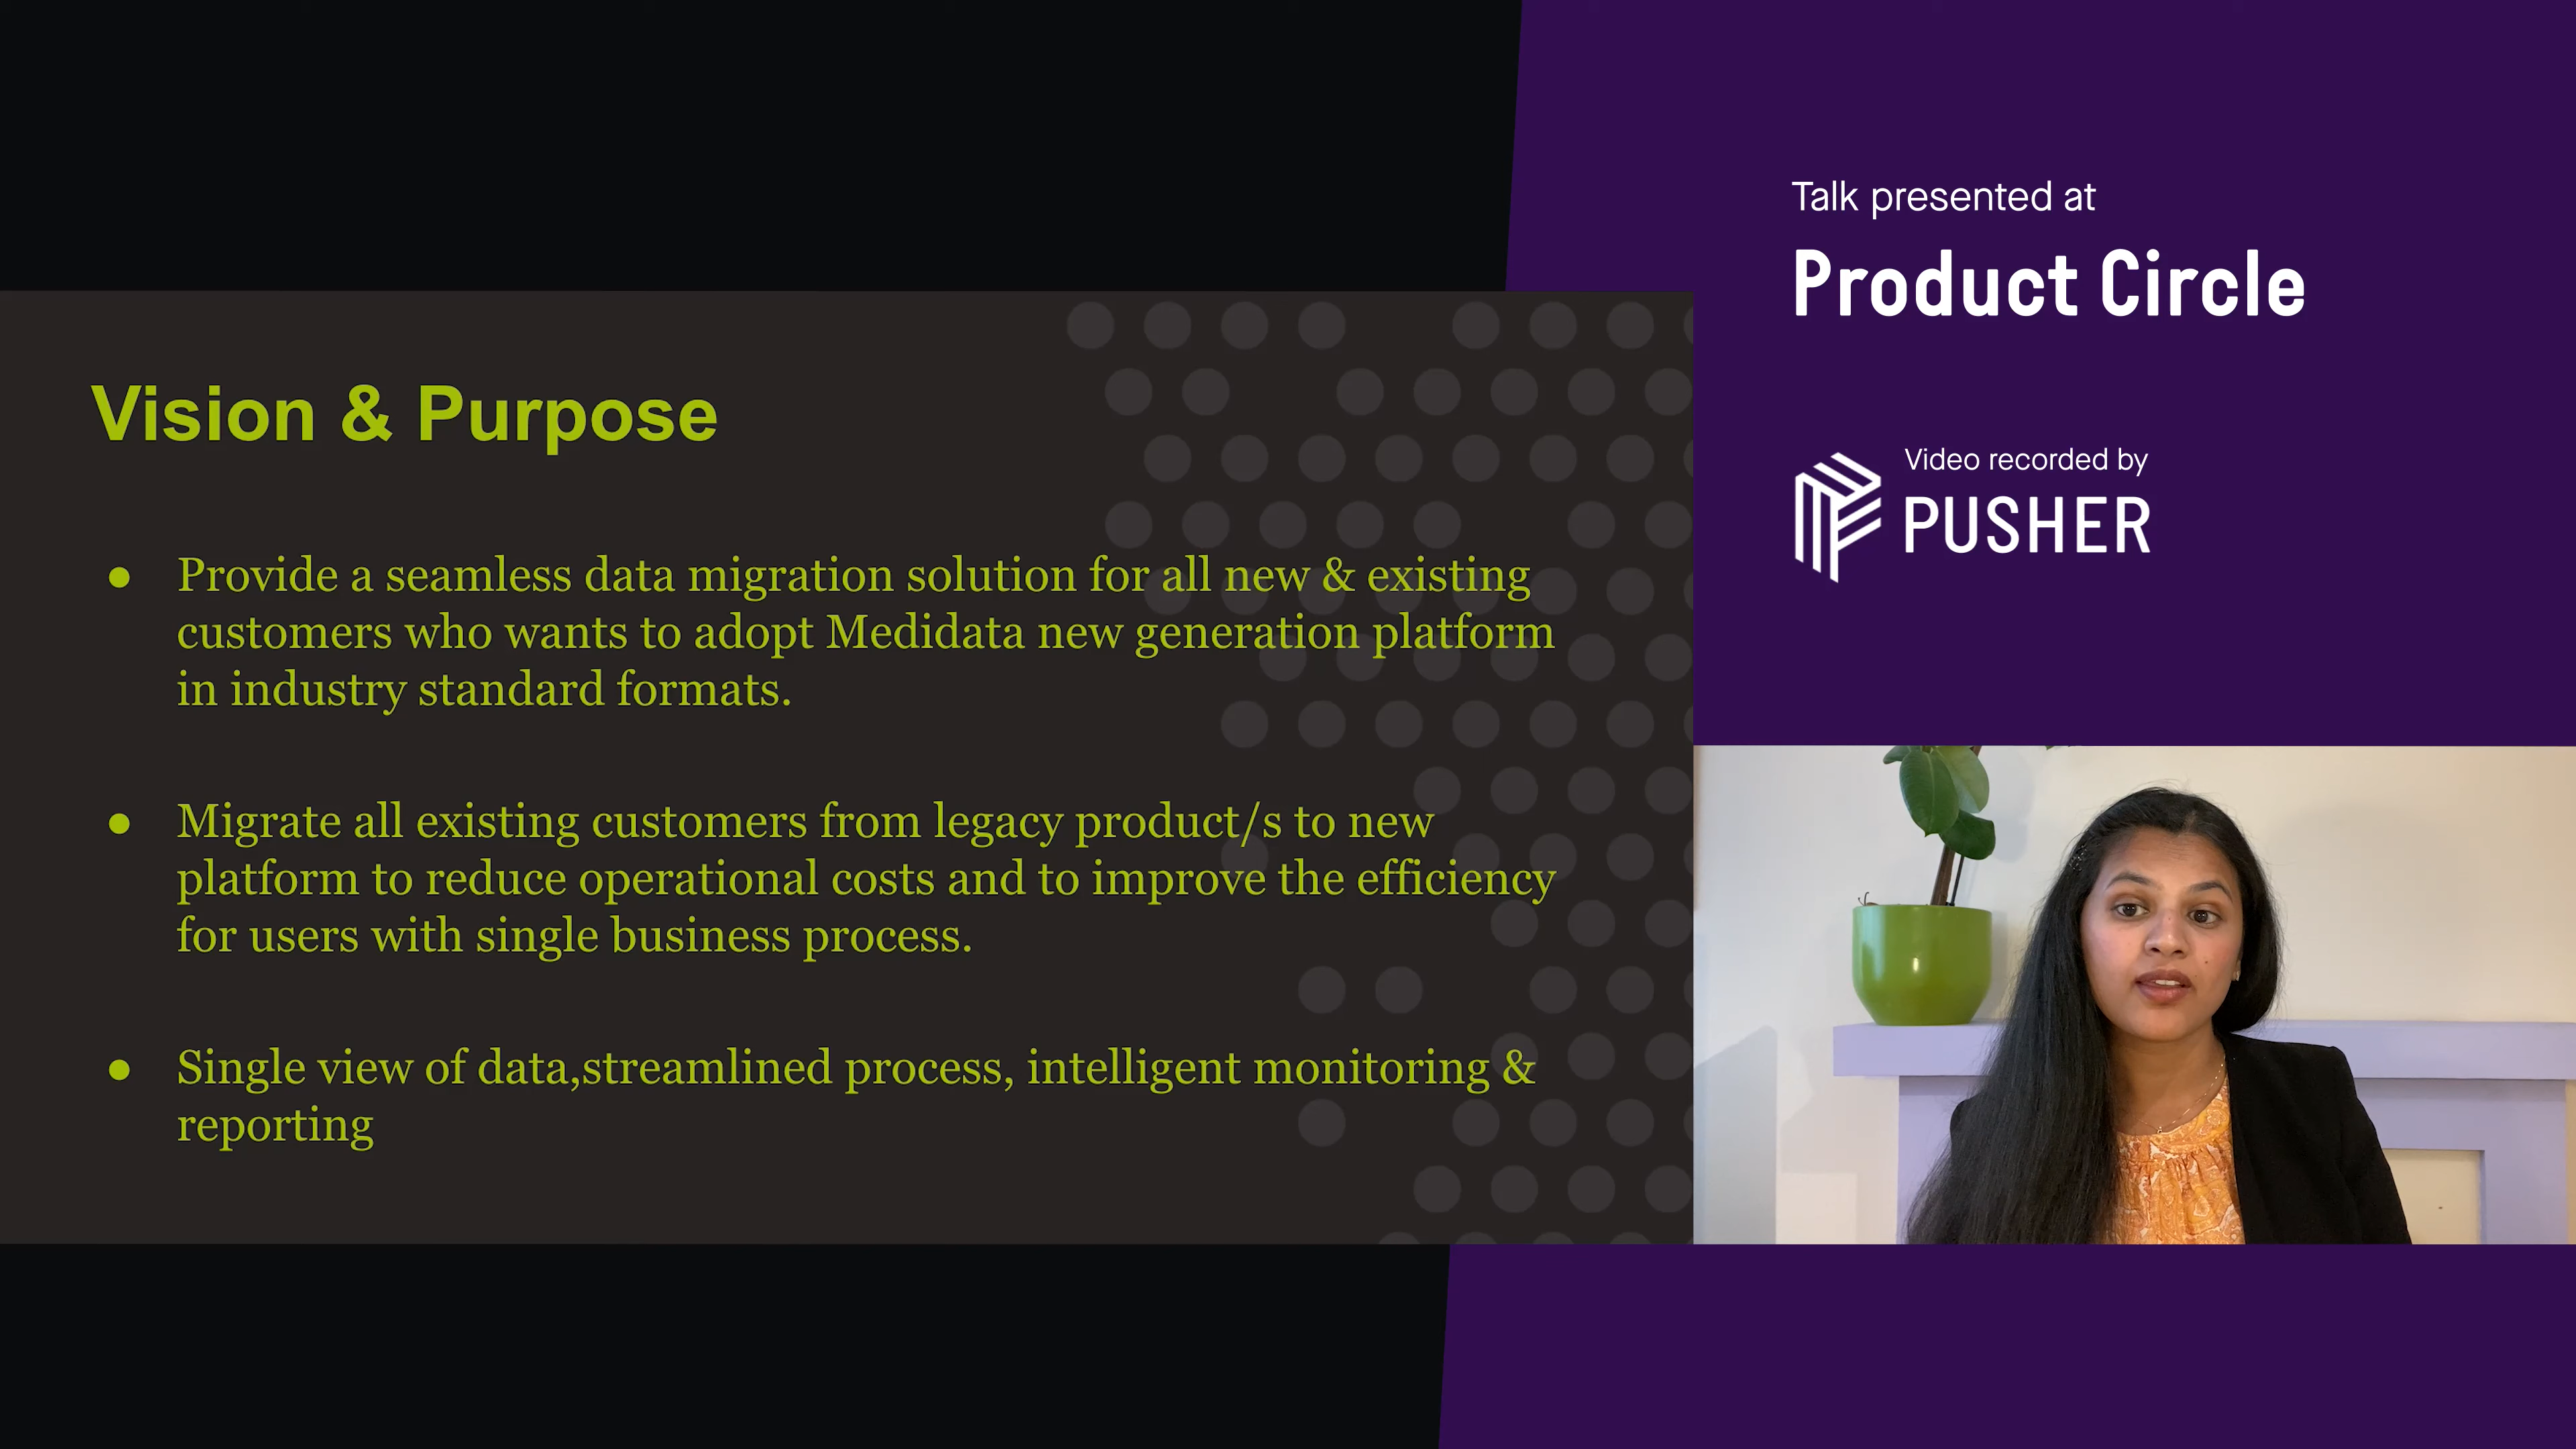 Talk presented at
Product Circle
Video recorded by
PUSHER
Vision & Purpose
● Provide a seamless data migration solution for all new & existing
customers who wants to adopt Medidata new generation platform
in industry standard formats.
● Migrate all existing customers from legacy product/s to new
platform to reduce operational costs and to improve the efficiency
for users with single business process.
● Single view of data,streamlined process, intelligent monitoring &
reporting